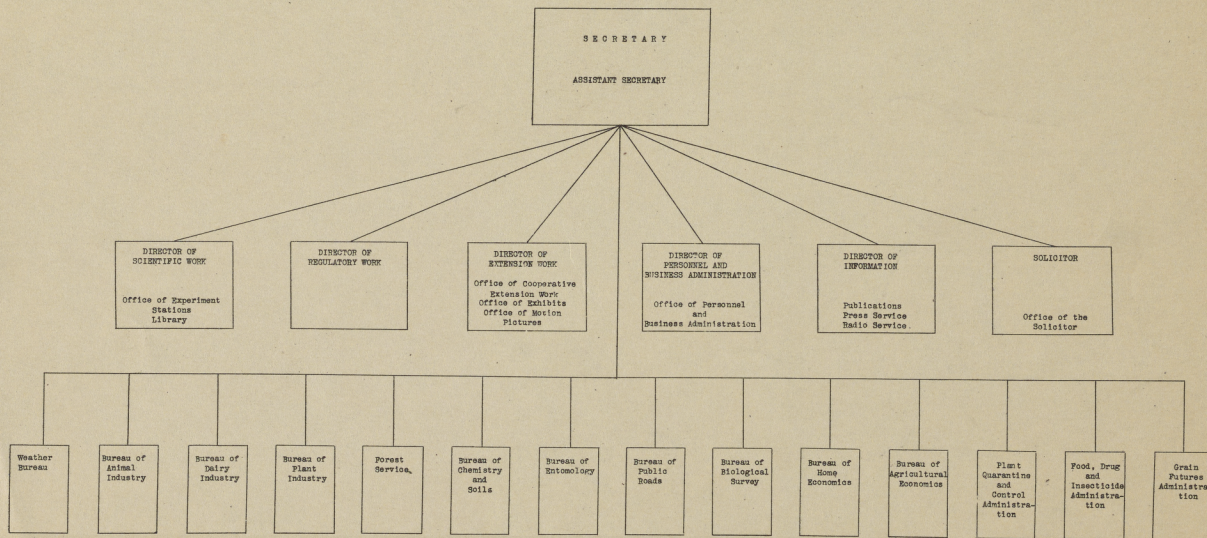 SECRETARY
ASSISTANT SECRETARY
DIRECTOR OF
SCIENTIFIC WORK
Office of Experiment
Stations
Library
DIRECTOR OF
REGULATORY WORK
DIRECTOR OF
EXTENSION WORK
Office of Cooperative
Extension Work
Office of Exhibits
Office of Motion
Pictures
DIRECTOR OF
PERSONNEL AND
BUSINESS ADMINISTRATION
Office of Personnel
and
Business Administration
DIRECTOR OF
INFORMATION
Publications
Press Service
Radio Service
SOLICITOR
Office of the
Solicitor
Weather
Bureau
Bureau of
Animal
Industry
Bureau of
Dairy
Industry
Bureau of
Plant
Industry
Forest
Service
Bureau of
Chemistry
and
Soils
Bureau of
Entomology
Bureau of
Public
Roads
Bureau of
Biological
Survey
Bureau of
Home
Economics
Bureau of
Agricultural
Economics
Plant
Quarantine
and
Control
Administra-
tion
Food, Drug
and
Insecticide
Administra-
tion
Grain
Futures
Administra
tion